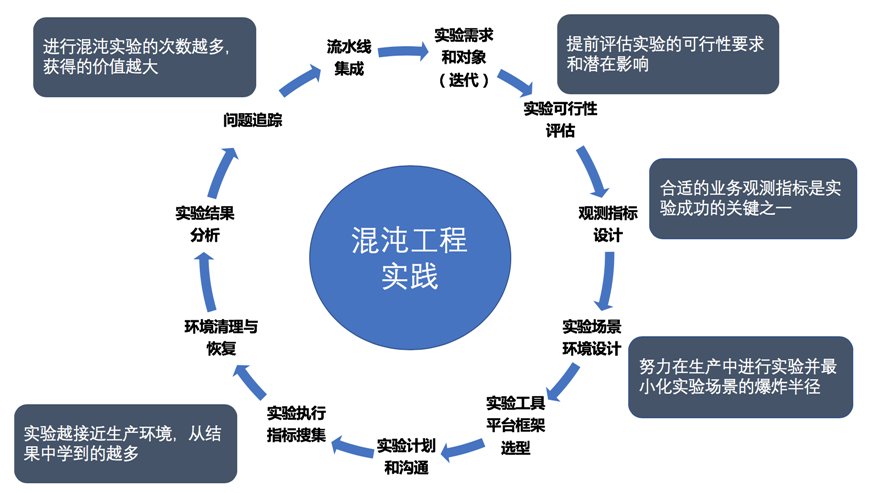 进行混沌实验的次数越多,
获得的价值越大
流水线
集成
实验需求
和对象
（迭代）
提前评估实验的可行性要求
和潜在影响
问题追踪
实验可行性
评估
合适的业务观测指标是实
验成功的关键之一
实验结果
分析
观测指标
设计
混沌工程
实践
环境清理与
恢复
实验场景
环境设计
努力在生产中进行实验并最
小化实验场景的爆炸半径
实验执行
指标搜集
实验工具
平台框架
选型
实验计划
和沟通
实验越接近生产环境，从结
果中学到的越多